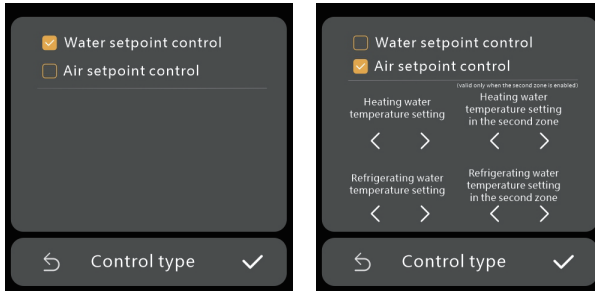 Water setpoint control
Air setpoint control
Control type
Water setpoint control
Air setpoint control
(valid only when the second zone is enabled)
Heating water
temperature setting
Heating water
temperature setting
in the second zone
Refrigerating water
temperature setting
Refrigerating water
temperature setting
in the second zone
Control type